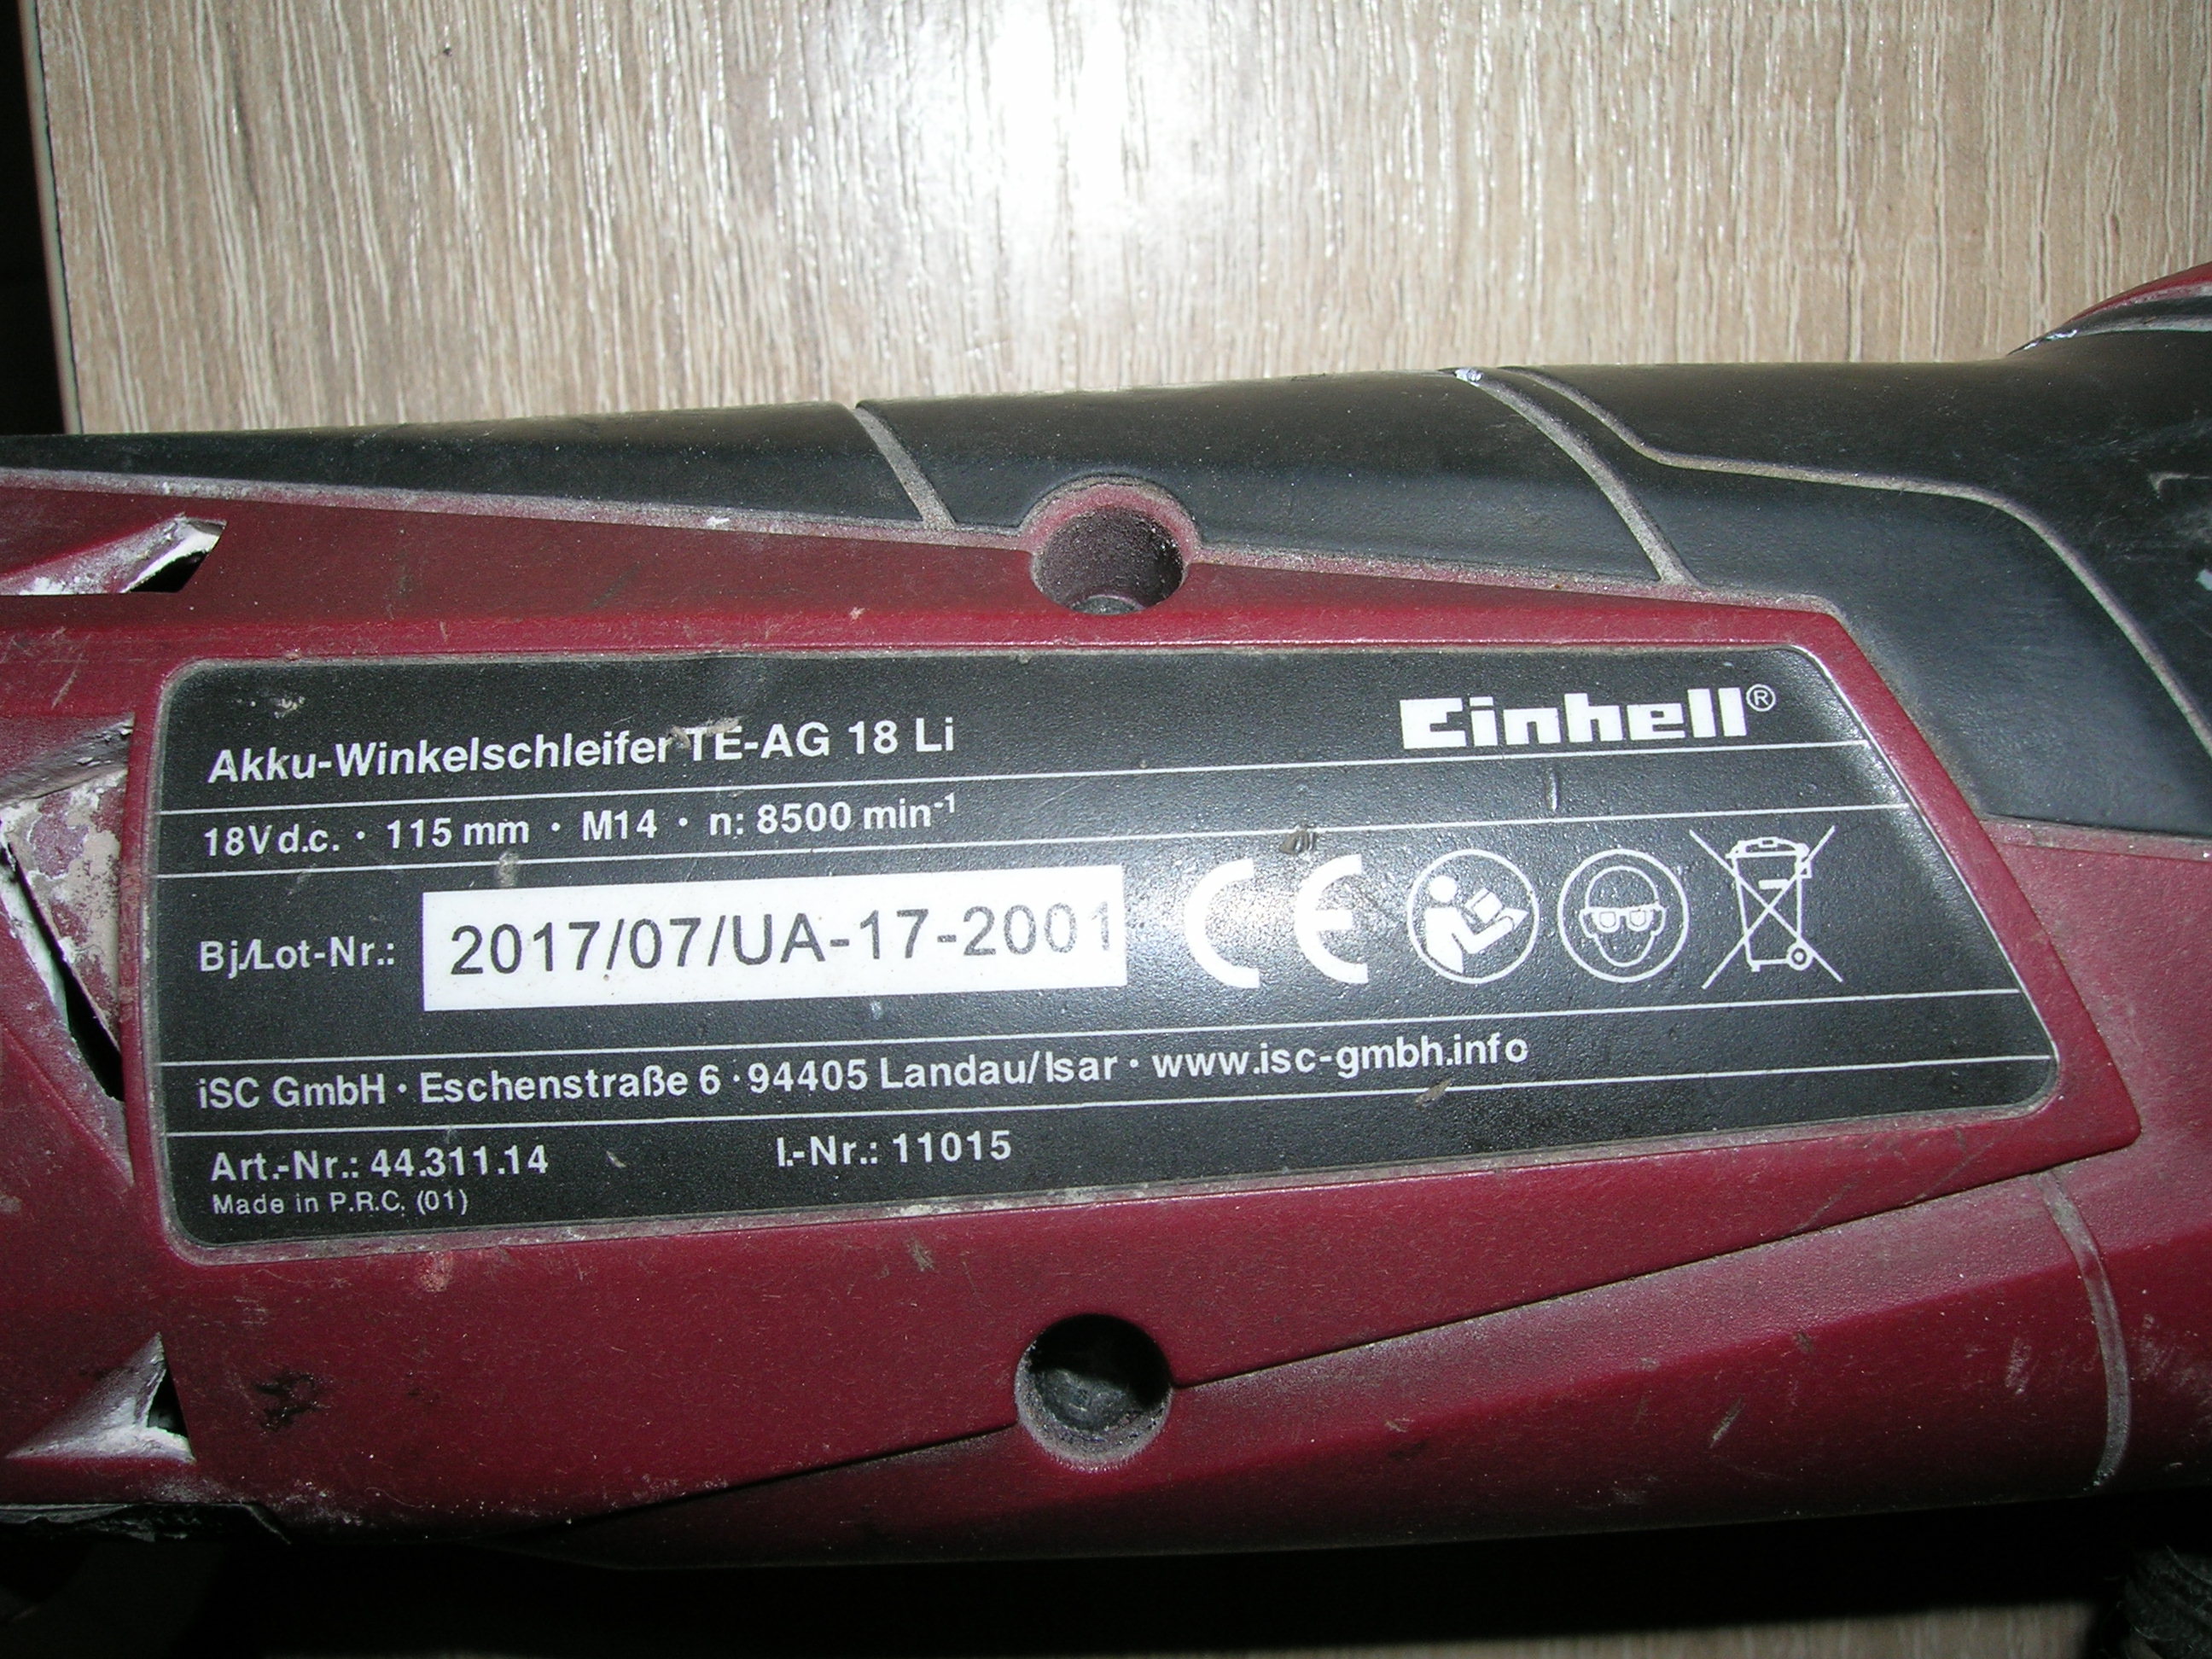 Akku-Winkelschleifer TE-AG 18 Li
Einhell®
18V d.c. · 115 mm · M14 · n: 8500 min⁻¹
Bj./Lot-Nr.: 2017/07/UA-17-2001
CE
iSC GmbH · Eschenstraße 6 · 94405 Landau/Isar · www.isc-gmbh.info
Art.-Nr.: 44.311.14 I.-Nr.: 11015
Made in P.R.C. (01)